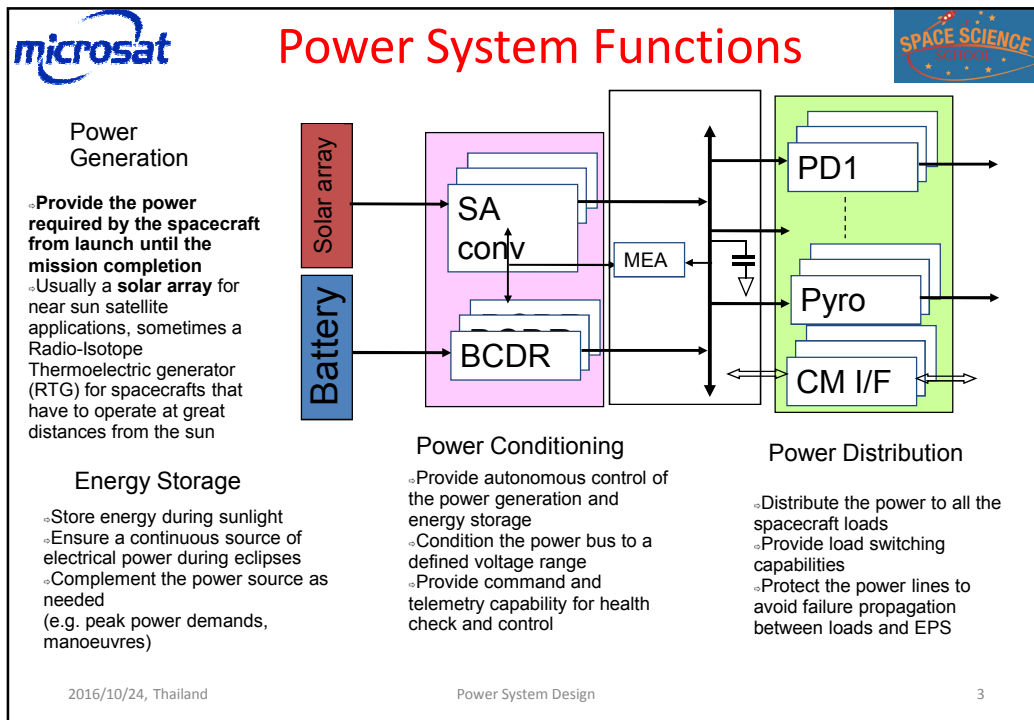 microsat
Power System Functions
SPACE SCIENCE
SCHOOL
Power
Generation
⇨Provide the power
required by the spacecraft
from launch until the
mission completion
⇨Usually a solar array for
near sun satellite
applications, sometimes a
Radio-Isotope
Thermoelectric generator
(RTG) for spacecrafts that
have to operate at great
distances from the sun
Solar array
Battery
SA
conv
BCDR
MEA
PD1
Pyro
CM I/F
Energy Storage
⇨Store energy during sunlight
⇨Ensure a continuous source of
electrical power during eclipses
⇨Complement the power source as
needed
(e.g. peak power demands,
manoeuvres)
Power Conditioning
⇨Provide autonomous control of
the power generation and
energy storage
⇨Condition the power bus to a
defined voltage range
⇨Provide command and
telemetry capability for health
check and control
Power Distribution
⇨Distribute the power to all the
spacecraft loads
⇨Provide load switching
capabilities
⇨Protect the power lines to
avoid failure propagation
between loads and EPS
2016/10/24, Thailand
Power System Design
3